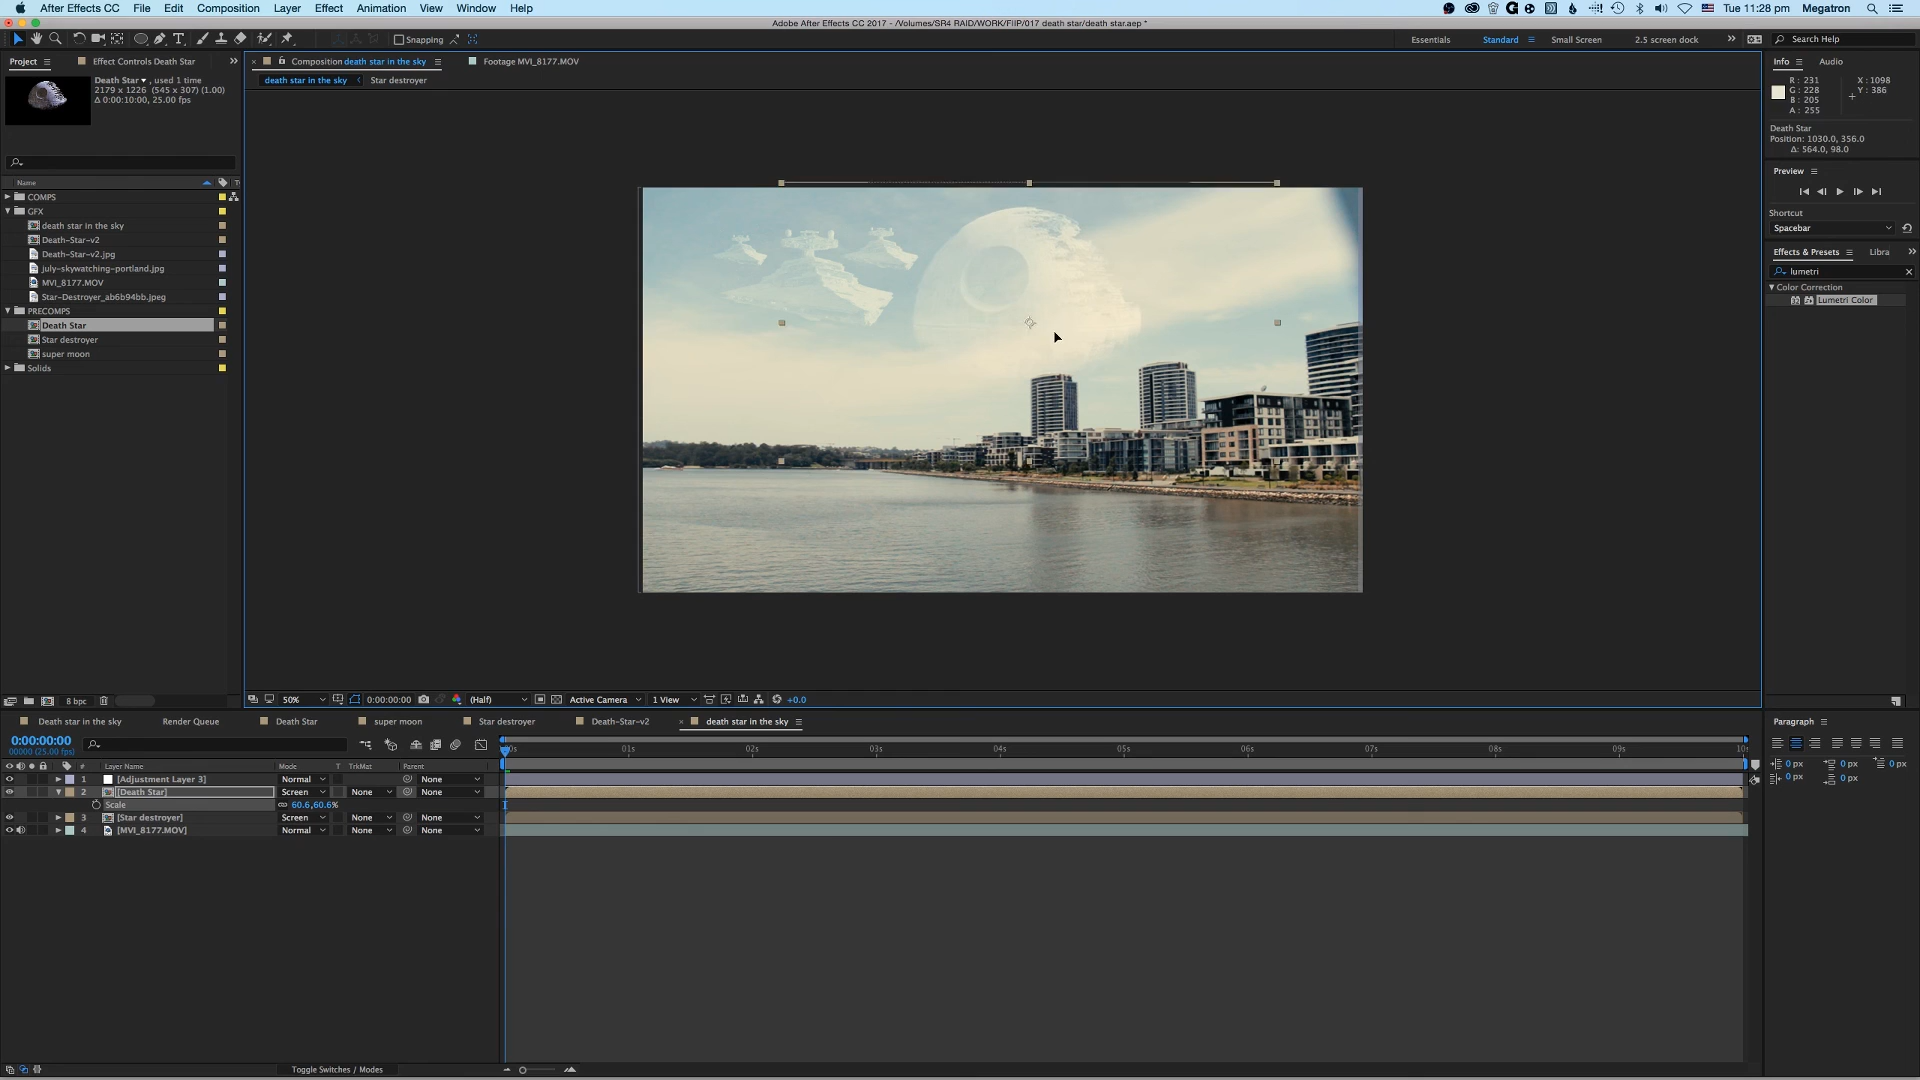 After Effects CC File Edit Composition Layer Effect Animation View Window Help Tue 11:28 pm Megatron
Adobe After Effects CC 2017 - /Volumes/SR4 RAID/WORK/FIIP/017 death star/death star.aep *
Snapping Essentials Standard Small Screen 2.5 screen dock Search Help
Project Effect Controls Death Star
Death Star , used 1 time
2179 x 1226 (545 x 307) (1.00)
Δ 0:00:10:00, 25.00 fps
Name
COMPS
GFX
death star in the sky
Death-Star-v2
Death-Star-v2.jpg
july-skywatching-portland.jpg
MVI_8177.MOV
Star-Destroyer_ab6b94bb.jpeg
PRECOMPS
Death Star
Star destroyer
super moon
Solids
8 bpc
Composition death star in the sky Footage MVI_8177.MOV
death star in the sky Star destroyer
50% 0:00:00:00 (Half) Active Camera 1 View +0.0
Info Audio
R : 231 X : 1098
G : 228 Y : 386
B : 205
A : 255
Death Star
Position: 1030.0, 356.0
Δ: 564.0, 98.0
Preview
Shortcut
Spacebar
Effects & Presets Libra
lumetri
Color Correction
Lumetri Color
Paragraph
0 px 0 px 0 px
0 px 0 px
Death star in the sky Render Queue Death Star super moon Star destroyer Death-Star-v2 death star in the sky
0:00:00:00
00000 (25.00 fps)
01s 02s 03s 04s 05s 06s 07s 08s 09s
# Layer Name Mode T TrkMat Parent
1 [Adjustment Layer 3] Normal None
2 [Death Star] Screen None None
Scale 60.6,60.6%
3 [Star destroyer] Screen None None
4 [MVI_8177.MOV] Normal None None
Toggle Switches / Modes